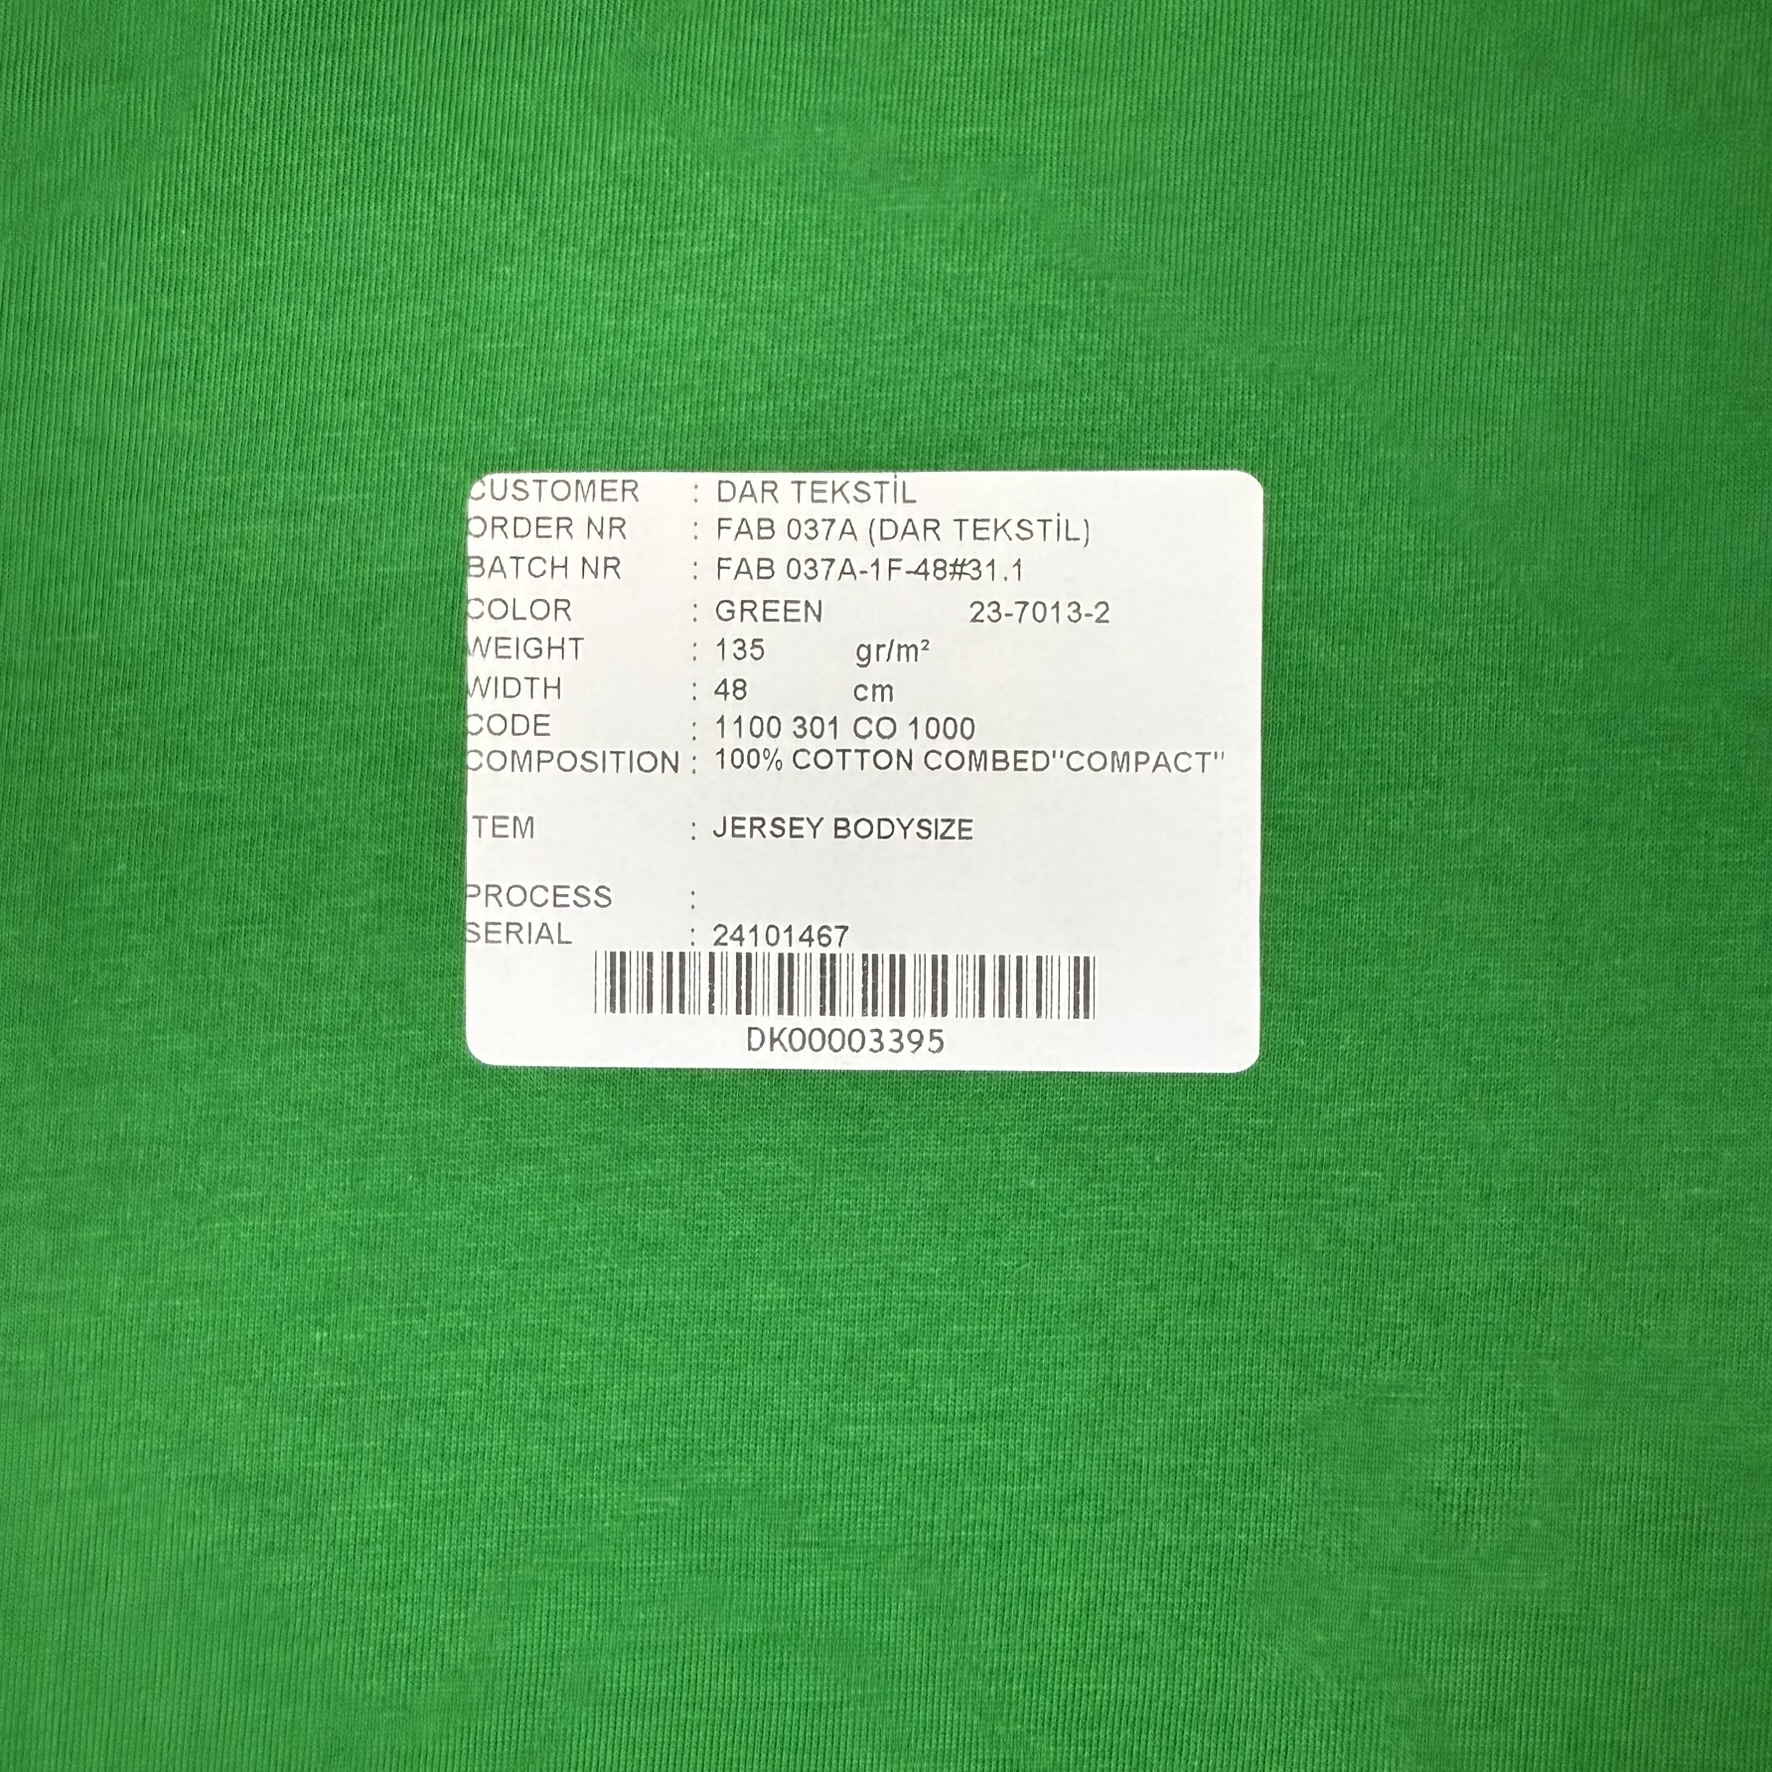 CUSTOMER : DAR TEKSTİL
ORDER NR : FAB 037A (DAR TEKSTİL)
BATCH NR : FAB 037A-1F-48#31.1
COLOR : GREEN 23-7013-2
WEIGHT : 135 gr/m²
WIDTH : 48 cm
CODE : 1100 301 CO 1000
COMPOSITION : 100% COTTON COMBED"COMPACT"
ITEM : JERSEY BODYSIZE
PROCESS :
SERIAL : 24101467
DK00003395